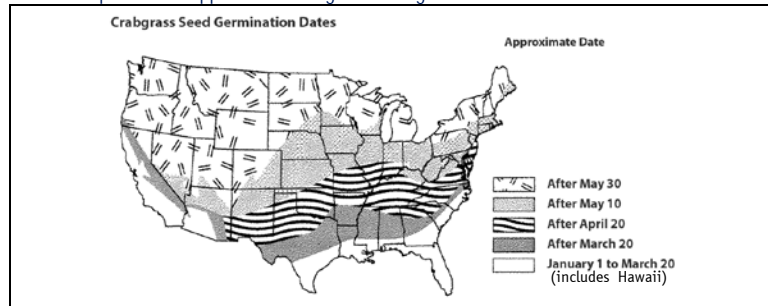 Crabgrass Seed Germination Dates
Approximate Date
After May 30
After May 10
After April 20
After March 20
January 1 to March 20
(includes Hawaii)